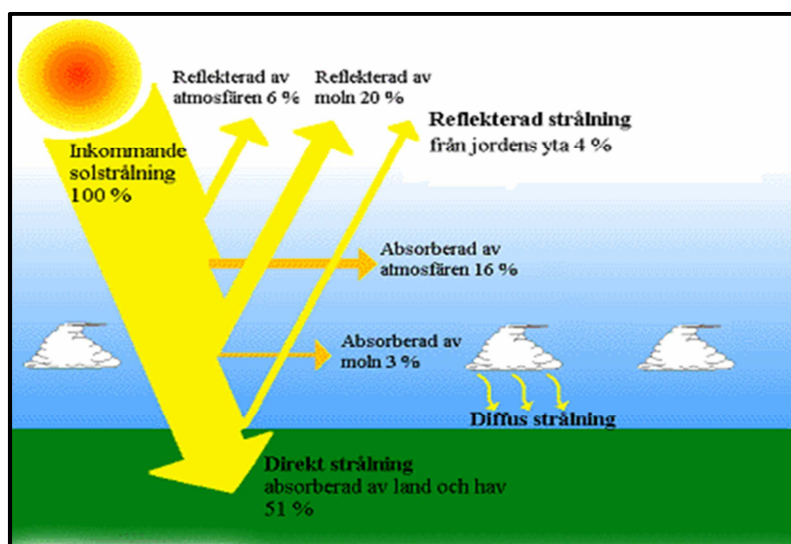 Reflekterad av
atmosfären 6 %
Reflekterad av
moln 20 %
Reflekterad strålning
från jordens yta 4 %
Inkommande
solstrålning
100 %
Absorberad av
atmosfären 16 %
Absorberad av
moln 3 %
Diffus strålning
Direkt strålning
absorberad av land och hav
51 %